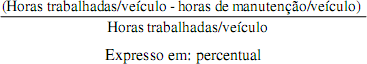 (Horas trabalhadas/veículo - horas de manutenção/veículo)
Horas trabalhadas/veículo
Expresso em: percentual